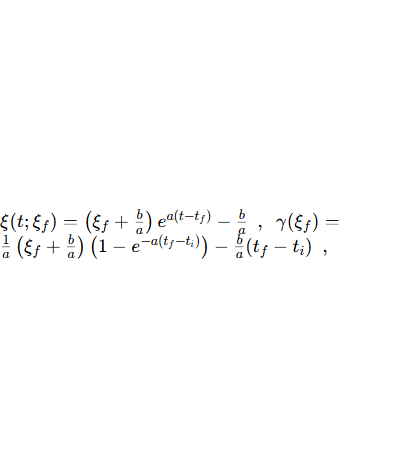 ξ(t; ξ_f) = (ξ_f + b/a) e^{a(t−t_f)} − b/a , γ(ξ_f) =
1/a (ξ_f + b/a) (1 − e^{−a(t_f−t_i)}) − b/a (t_f − t_i) ,